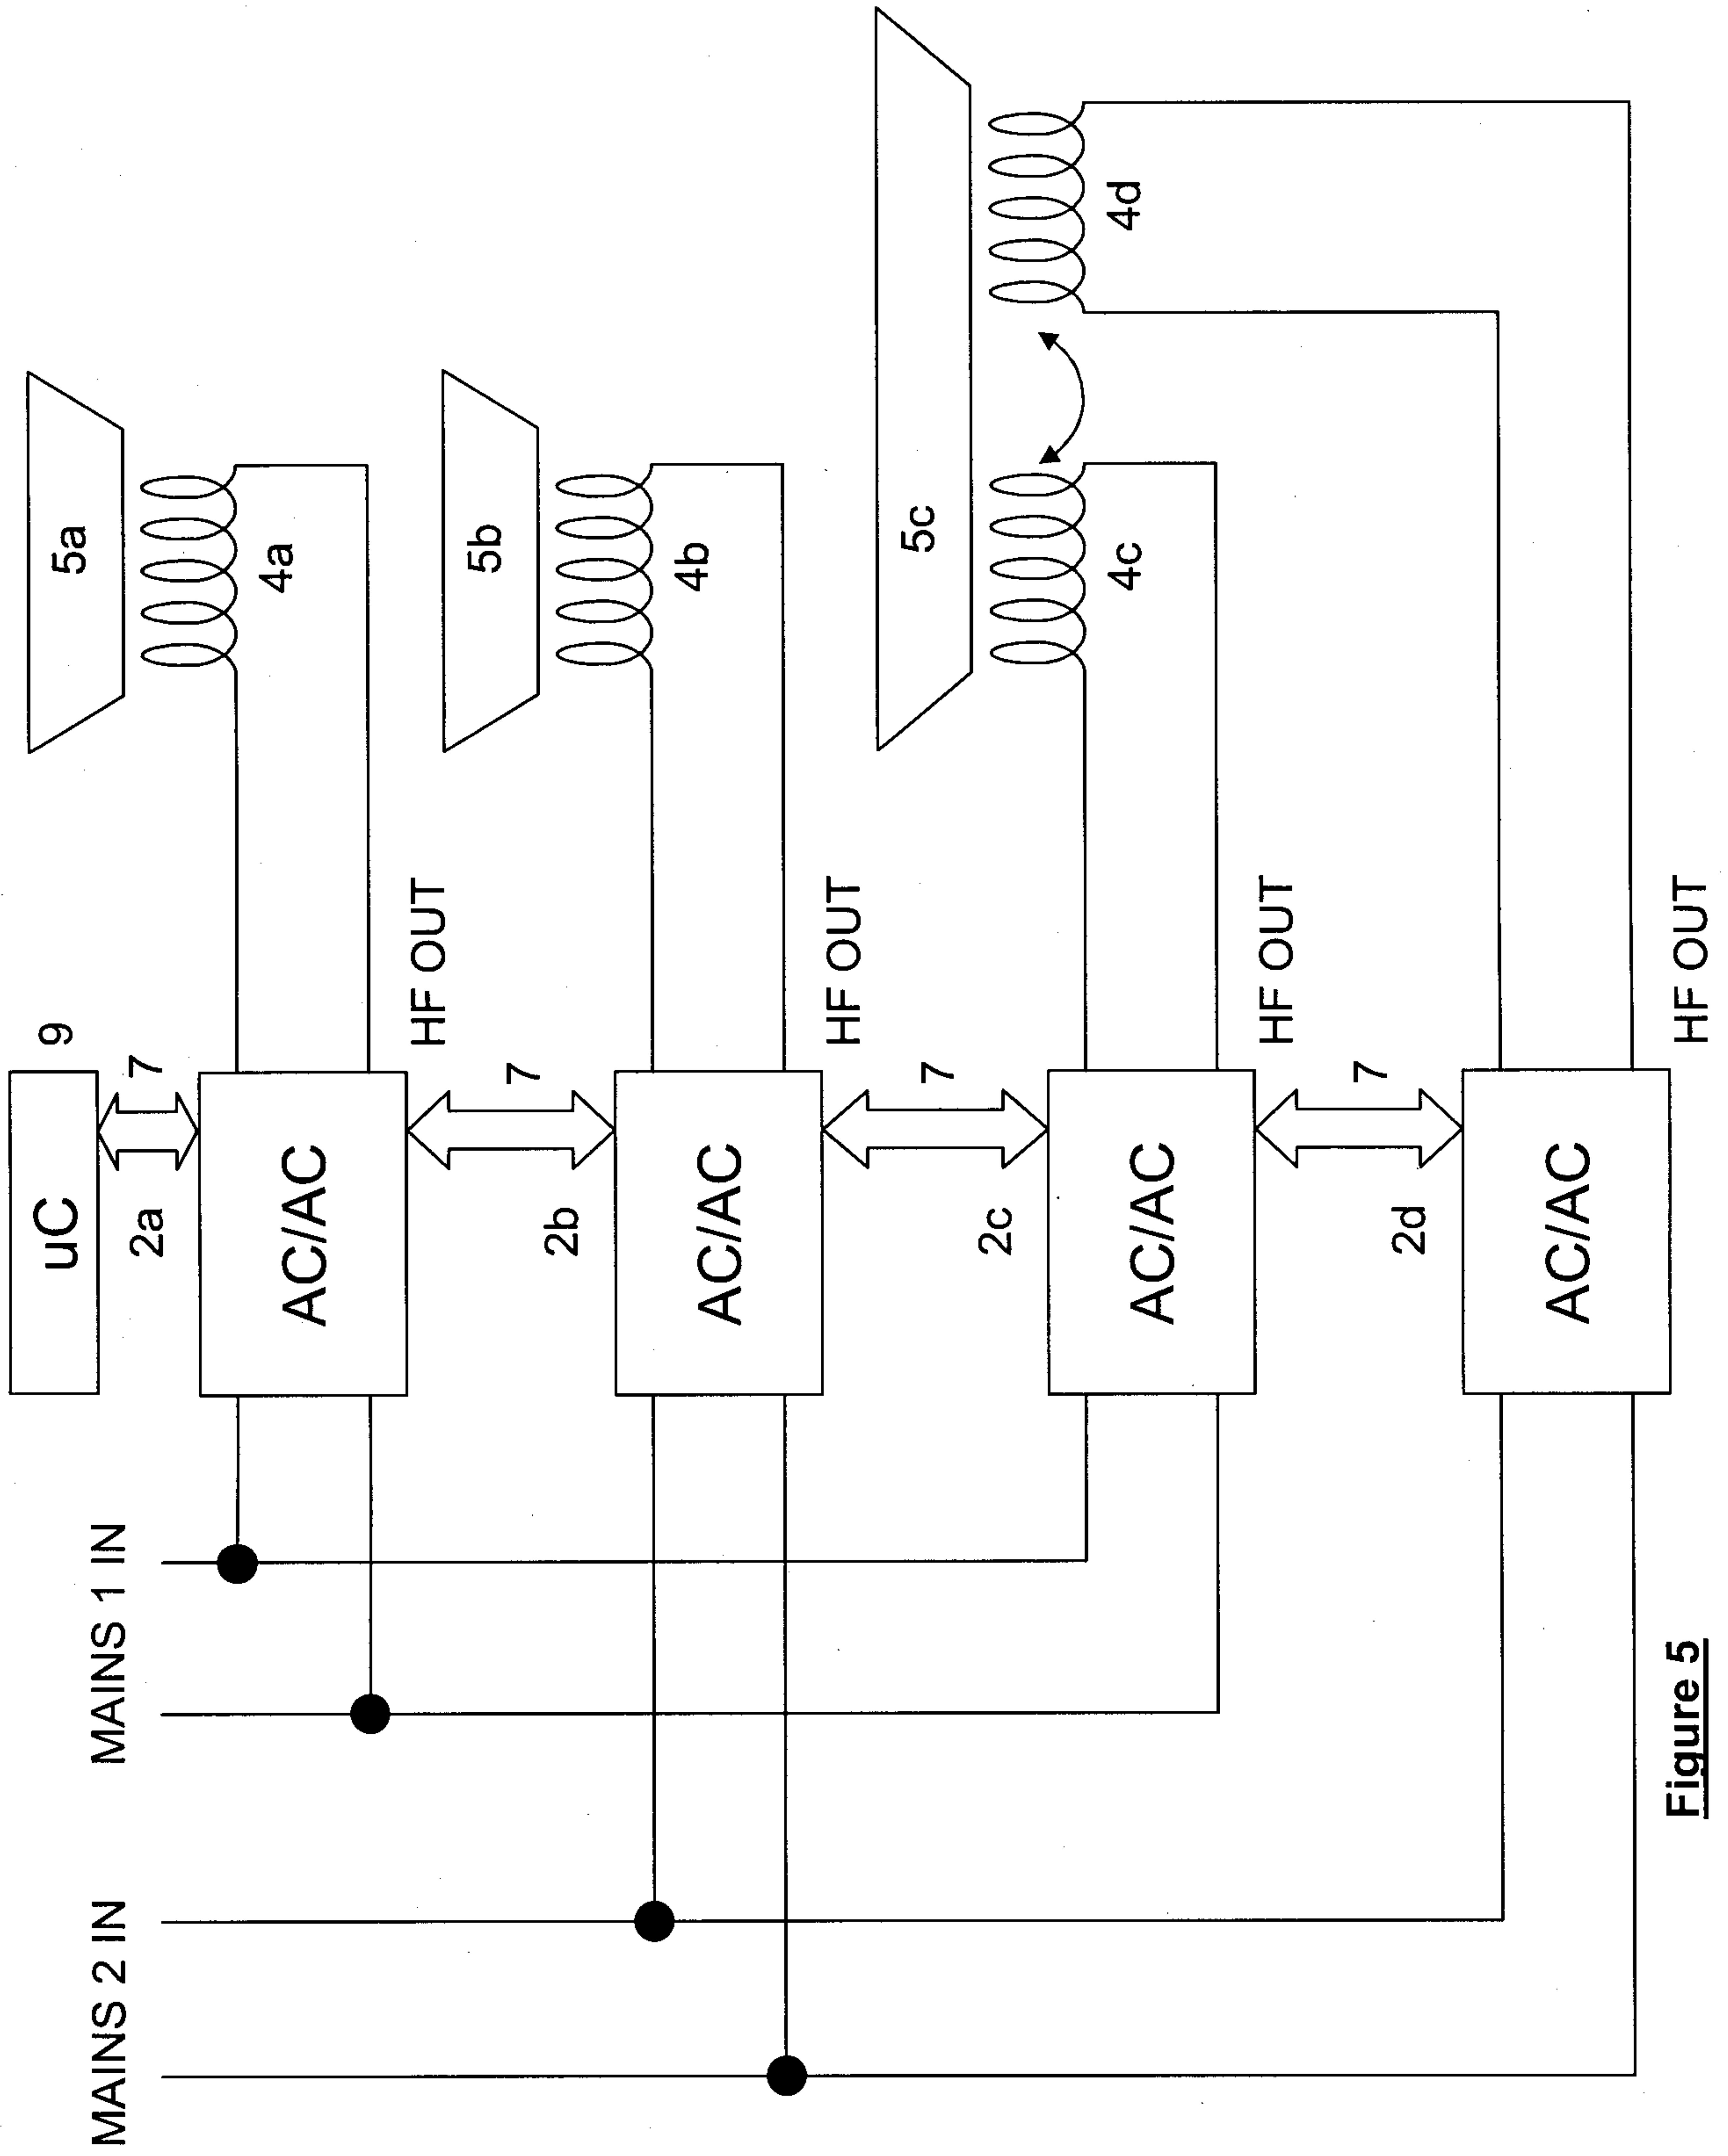 MAINS 2 IN
MAINS 1 IN
uC
9
7
2a
AC/AC
HF OUT
4a
5a
7
2b
AC/AC
HF OUT
4b
5b
7
2c
AC/AC
HF OUT
4c
5c
7
2d
AC/AC
HF OUT
4d
Figure 5